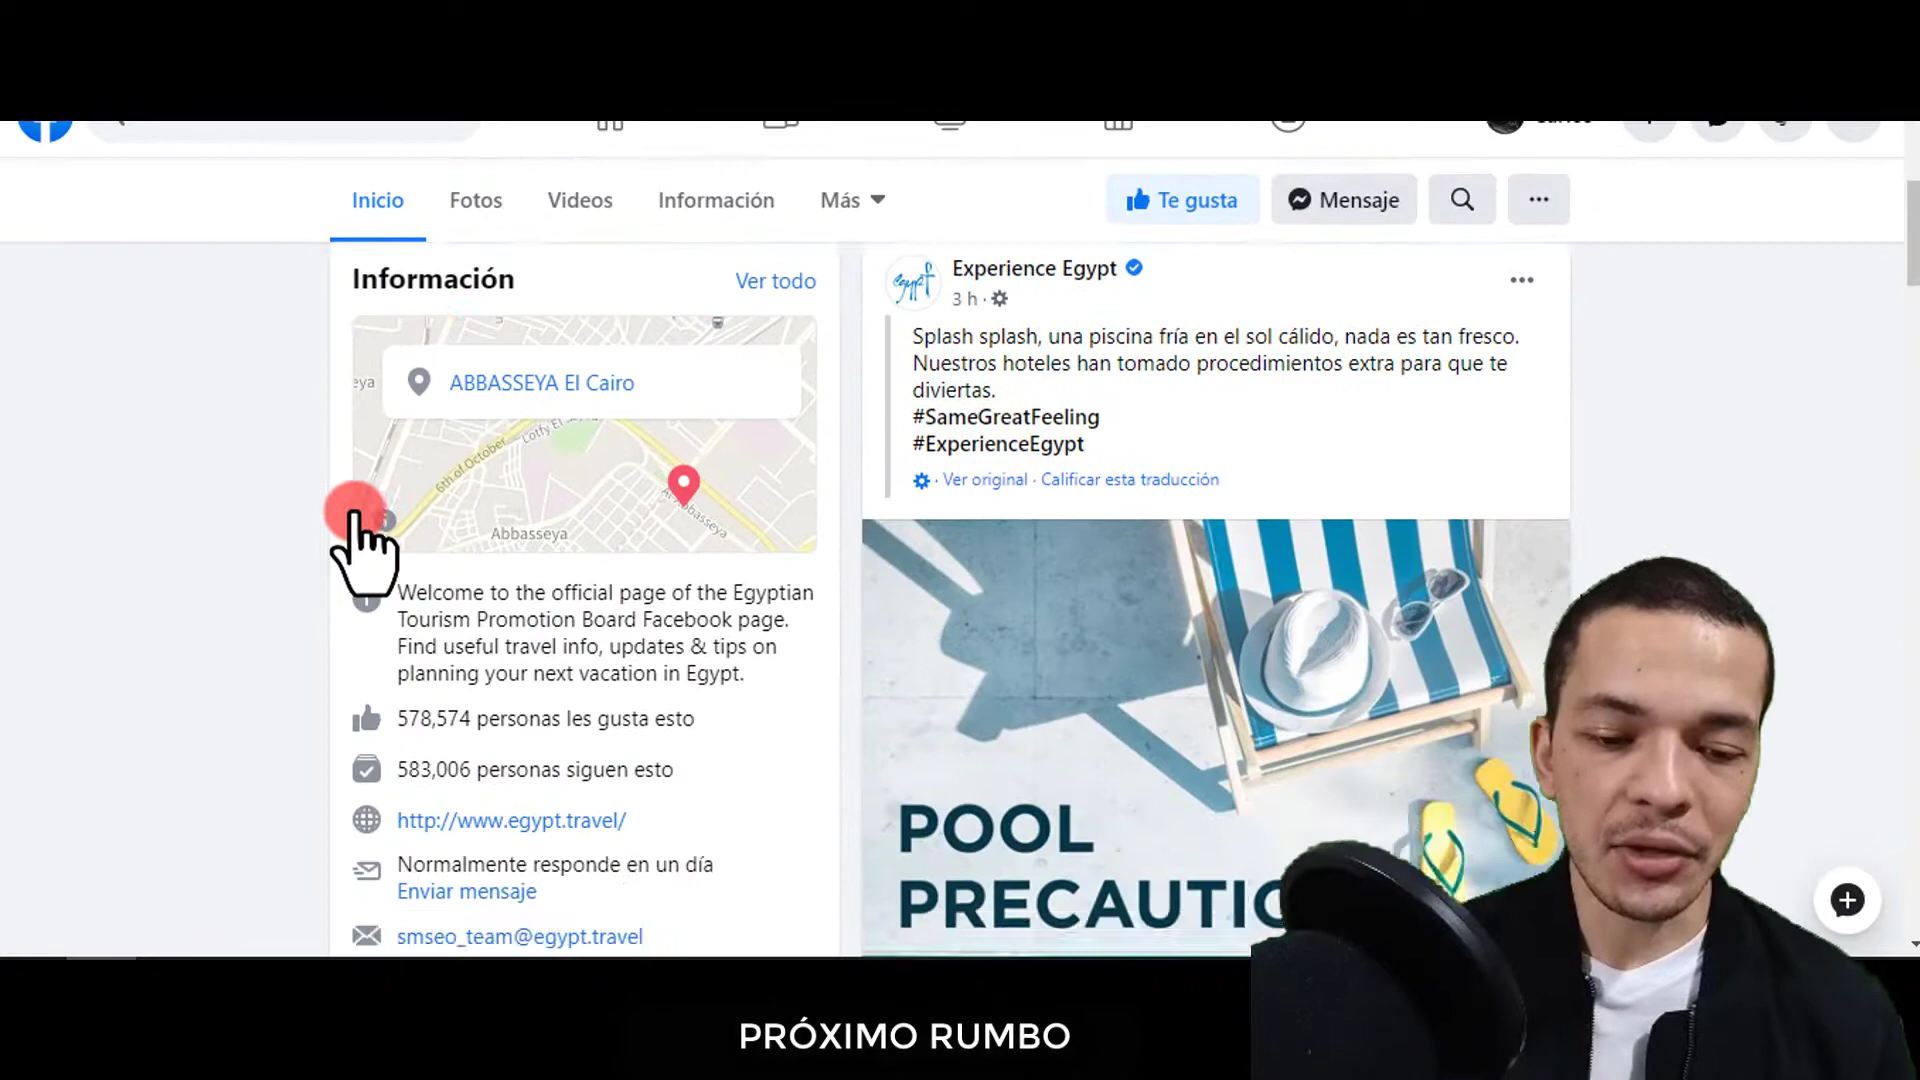 Inicio
Fotos
Videos
Información
Más
Te gusta
Mensaje
Información
Ver todo
ABBASSEYA El Cairo
6th of October
Abbasseya
Welcome to the official page of the Egyptian
Tourism Promotion Board Facebook page.
Find useful travel info, updates & tips on
planning your next vacation in Egypt.
578,574 personas les gusta esto
583,006 personas siguen esto
http://www.egypt.travel/
Normalmente responde en un día
Enviar mensaje
smseo_team@egypt.travel
egypt
Experience Egypt
3 h ·
Splash splash, una piscina fría en el sol cálido, nada es tan fresco.
Nuestros hoteles han tomado procedimientos extra para que te
diviertas.
#SameGreatFeeling
#ExperienceEgypt
· Ver original · Calificar esta traducción
POOL
PRÓXIMO RUMBO